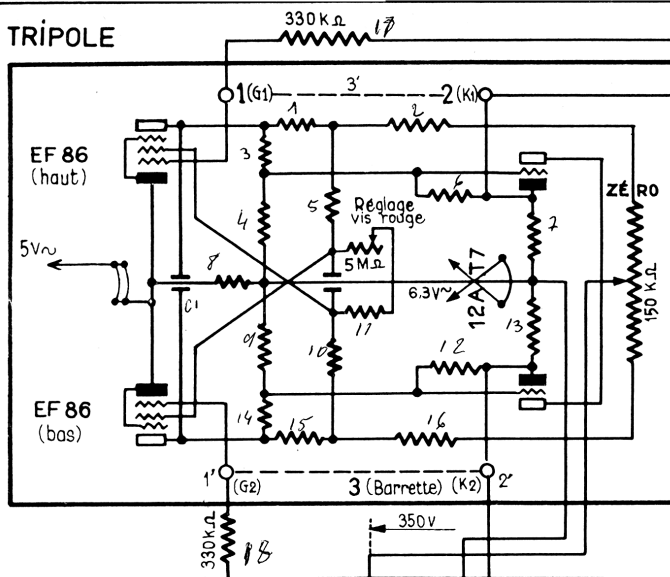 330KΩ 17
TRIPOLE
1 (G1) 3' 2 (K1)
1 2
EF 86
(haut)
3
6
ZÉRO
4 5 Réglage
vis rouge
7
5V~ 8 5MΩ
6,3V~ 12AT7
150 KΩ
C1 11 13
9 10 12
EF 86
(bas)
14 15 16
1' (G2) 3 (Barrette) (K2) 2'
330KΩ 18
350V